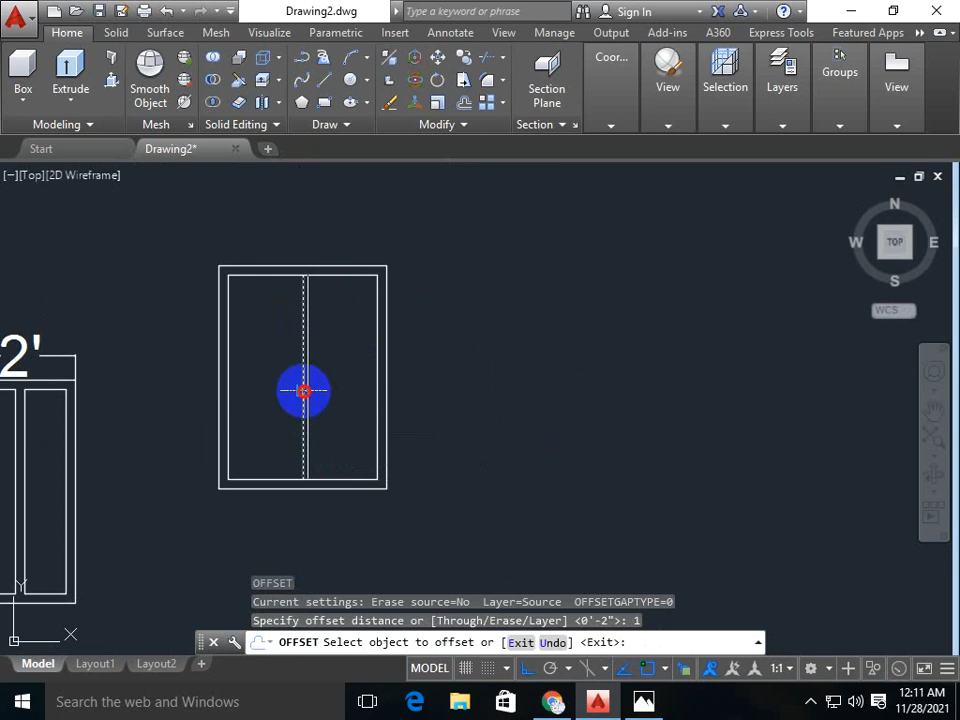 Drawing2.dwg
Type a keyword or phrase
Sign In
Home Solid Surface Mesh Visualize Parametric Insert Annotate View Manage Output Add-ins A360 Express Tools Featured Apps
Box
Extrude
Smooth Object
Section Plane
Coor...
View
Selection
Layers
Groups
View
Modeling Mesh Solid Editing Draw Modify Section
Start
Drawing2*
[−][Top][2D Wireframe]
N
W TOP E
S
WCS
2'
Y
X
OFFSET
Current settings: Erase source=No Layer=Source OFFSETGAPTYPE=0
Specify offset distance or [Through/Erase/Layer] <0'-2">: 1
OFFSET Select object to offset or [Exit Undo] <Exit>:
Model Layout1 Layout2
MODEL
1:1
Search the web and Windows
12:11 AM
11/28/2021